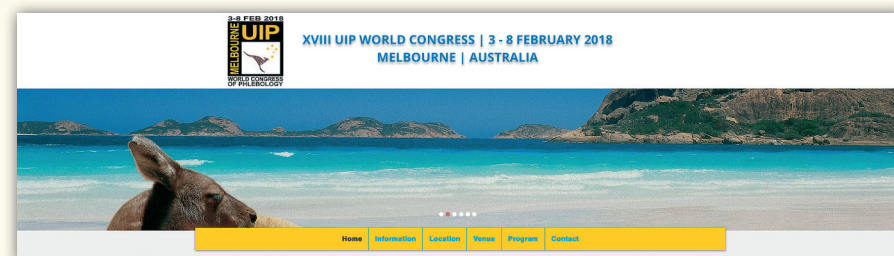 3-8 FEB 2018
MELBOURNE
UIP
WORLD CONGRESS
OF PHLEBOLOGY
XVIII UIP WORLD CONGRESS | 3 - 8 FEBRUARY 2018
MELBOURNE | AUSTRALIA
Home Information Location Venue Program Contact